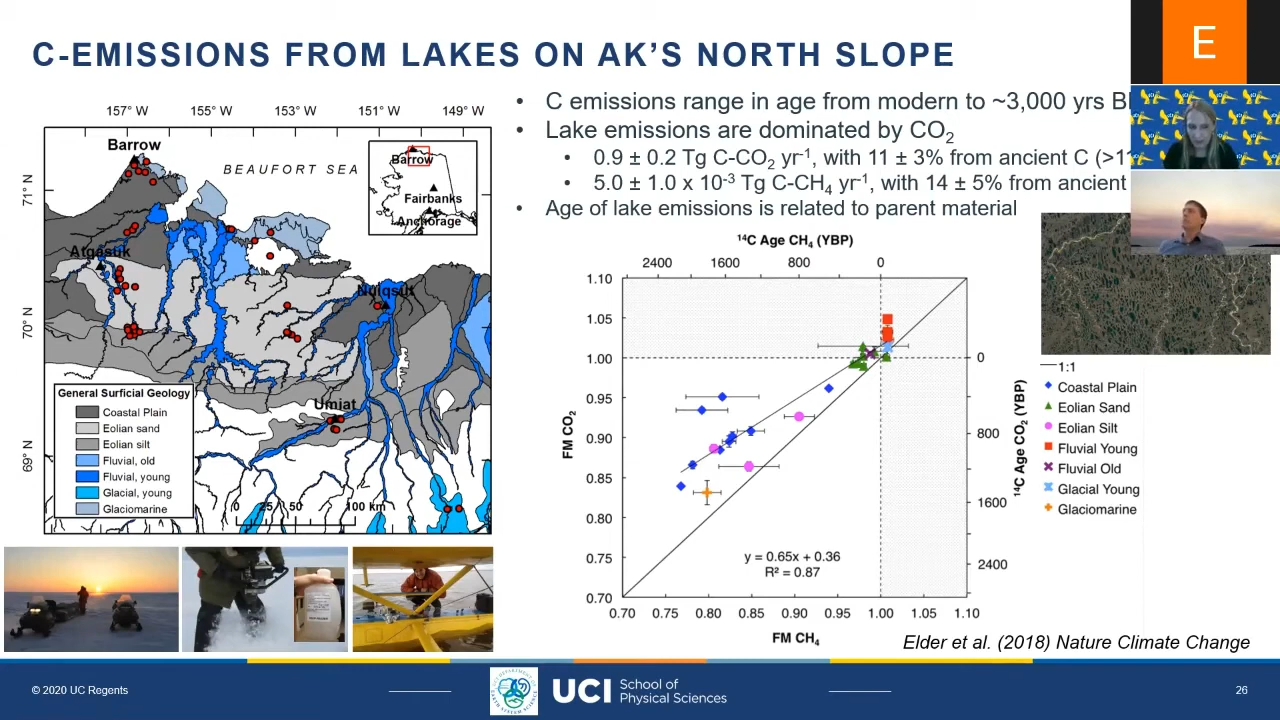 C-EMISSIONS FROM LAKES ON AK'S NORTH SLOPE
E
157° W 155° W 153° W 151° W 149° W
71° N
70° N
69° N
Barrow
BEAUFORT SEA
Barrow
Fairbanks
Anchorage
Atqasuk
Nuiqsut
Umiat
General Surficial Geology
Coastal Plain
Eolian sand
Eolian silt
Fluvial, old
Fluvial, young
Glacial, young
Glaciomarine
0 25 50 100 km
• C emissions range in age from modern to ~3,000 yrs
• Lake emissions are dominated by CO₂
• 0.9 ± 0.2 Tg C-CO₂ yr⁻¹, with 11 ± 3% from ancient C
• 5.0 ± 1.0 x 10⁻³ Tg C-CH₄ yr⁻¹, with 14 ± 5% from ancient
• Age of lake emissions is related to parent material
¹⁴C Age CH₄ (YBP)
2400 1600 800 0
1.10
1.05
1.00
0.95
0.90
0.85
0.80
0.75
0.70
FM CO₂
0.70 0.75 0.80 0.85 0.90 0.95 1.00 1.05 1.10
FM CH₄
0
800
1600
2400
¹⁴C Age CO₂ (YBP)
y = 0.65x + 0.36
R² = 0.87
1:1
Coastal Plain
Eolian Sand
Eolian Silt
Fluvial Young
Fluvial Old
Glacial Young
Glaciomarine
Elder et al. (2018) Nature Climate Change
© 2020 UC Regents
UCI School of
Physical Sciences
26